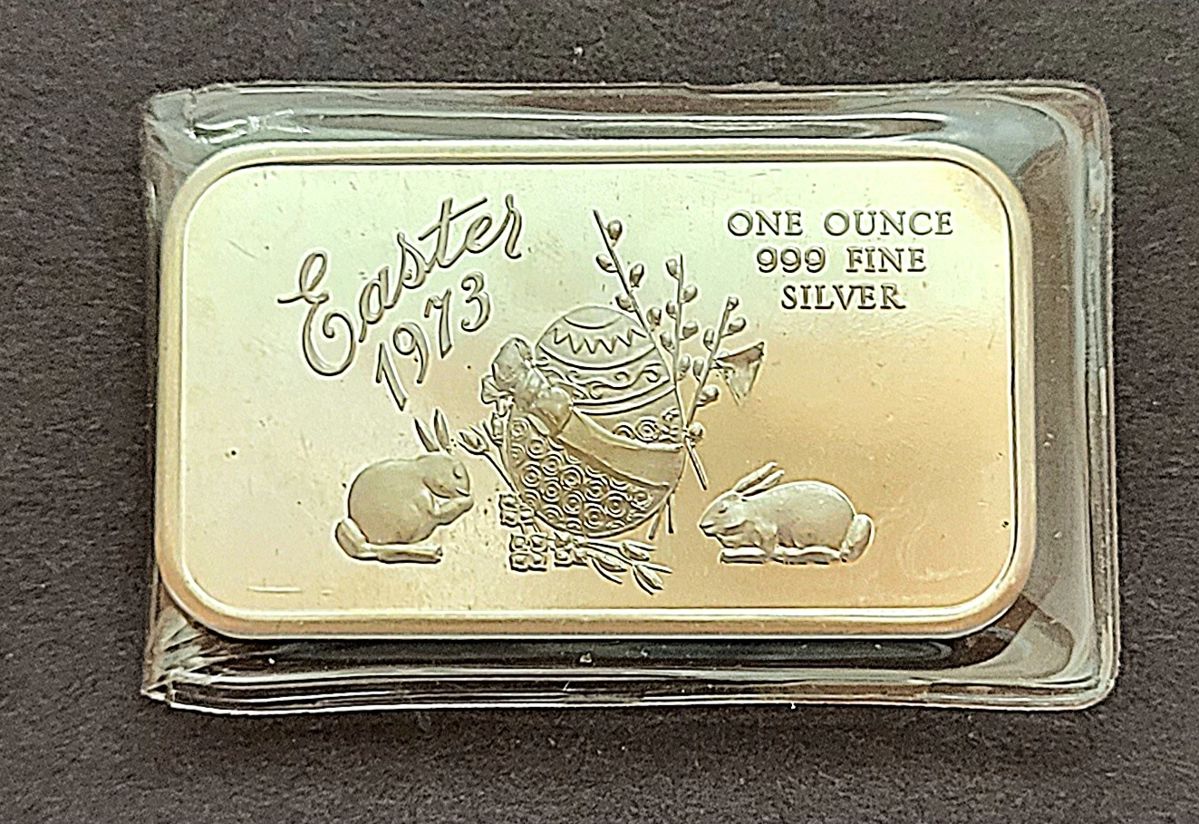 Easter
1973
ONE OUNCE
999 FINE
SILVER